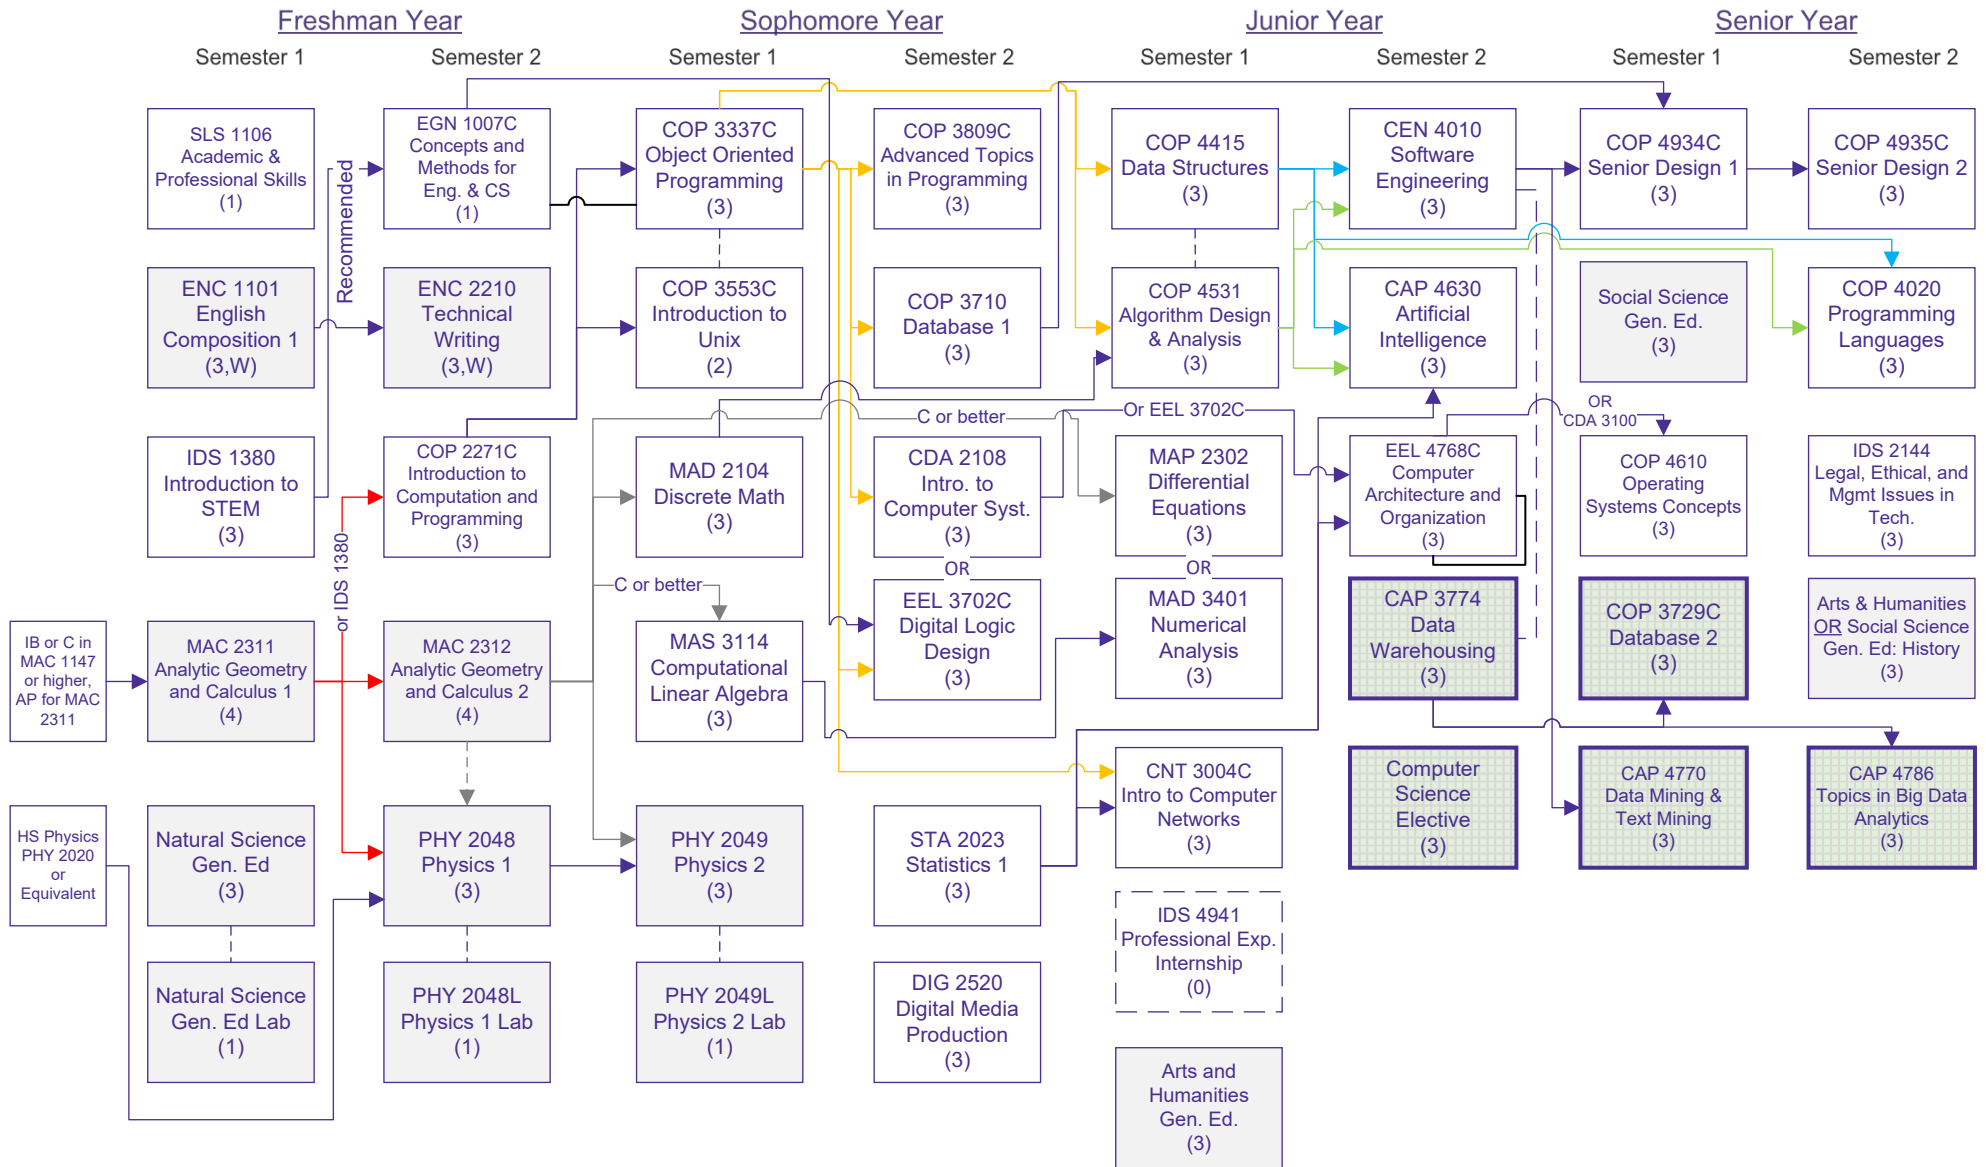 Freshman Year
Sophomore Year
Junior Year
Senior Year
Semester 1
Semester 2
Semester 1
Semester 2
Semester 1
Semester 2
Semester 1
Semester 2
SLS 1106
Academic &
Professional Skills
(1)
Recommended
ENC 1101
English
Composition 1
(3,W)
IDS 1380
Introduction to
STEM
(3)
or IDS 1380
IB or C in
MAC 1147
or higher,
AP for MAC
2311
MAC 2311
Analytic Geometry
and Calculus 1
(4)
HS Physics
PHY 2020
or
Equivalent
Natural Science
Gen. Ed
(3)
Natural Science
Gen. Ed Lab
(1)
EGN 1007C
Concepts and
Methods for
Eng. & CS
(1)
ENC 2210
Technical
Writing
(3,W)
COP 2271C
Introduction to
Computation and
Programming
(3)
MAC 2312
Analytic Geometry
and Calculus 2
(4)
PHY 2048
Physics 1
(3)
PHY 2048L
Physics 1 Lab
(1)
COP 3337C
Object Oriented
Programming
(3)
COP 3553C
Introduction to
Unix
(2)
MAD 2104
Discrete Math
(3)
C or better
MAS 3114
Computational
Linear Algebra
(3)
PHY 2049
Physics 2
(3)
PHY 2049L
Physics 2 Lab
(1)
COP 3809C
Advanced Topics
in Programming
(3)
COP 3710
Database 1
(3)
C or better
CDA 2108
Intro. to
Computer Syst.
(3)
OR
EEL 3702C
Digital Logic
Design
(3)
STA 2023
Statistics 1
(3)
DIG 2520
Digital Media
Production
(3)
COP 4415
Data Structures
(3)
COP 4531
Algorithm Design
& Analysis
(3)
Or EEL 3702C
MAP 2302
Differential
Equations
(3)
OR
MAD 3401
Numerical
Analysis
(3)
CNT 3004C
Intro to Computer
Networks
(3)
IDS 4941
Professional Exp.
Internship
(0)
Arts and
Humanities
Gen. Ed.
(3)
CEN 4010
Software
Engineering
(3)
CAP 4630
Artificial
Intelligence
(3)
EEL 4768C
Computer
Architecture and
Organization
(3)
CAP 3774
Data
Warehousing
(3)
Computer
Science
Elective
(3)
COP 4934C
Senior Design 1
(3)
Social Science
Gen. Ed.
(3)
OR
CDA 3100
COP 4610
Operating
Systems Concepts
(3)
COP 3729C
Database 2
(3)
CAP 4770
Data Mining &
Text Mining
(3)
COP 4935C
Senior Design 2
(3)
COP 4020
Programming
Languages
(3)
IDS 2144
Legal, Ethical, and
Mgmt Issues in
Tech.
(3)
Arts & Humanities
OR Social Science
Gen. Ed: History
(3)
CAP 4786
Topics in Big Data
Analytics
(3)